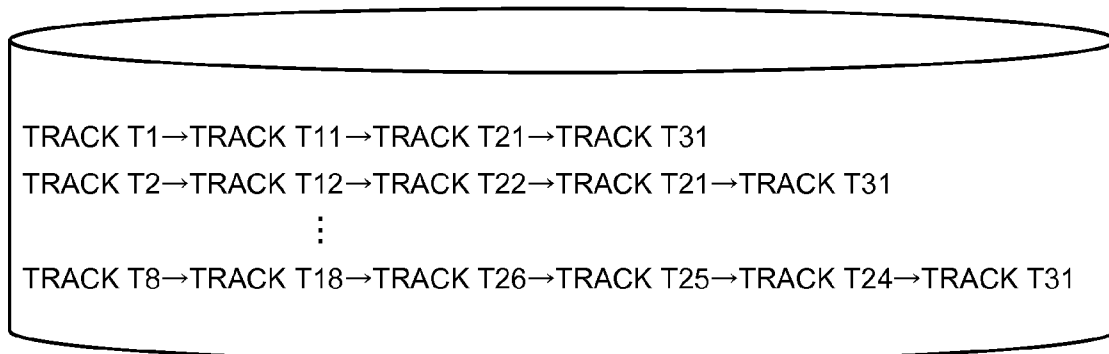 TRACK T1→TRACK T11→TRACK T21→TRACK T31
TRACK T2→TRACK T12→TRACK T22→TRACK T21→TRACK T31
⋮
TRACK T8→TRACK T18→TRACK T26→TRACK T25→TRACK T24→TRACK T31